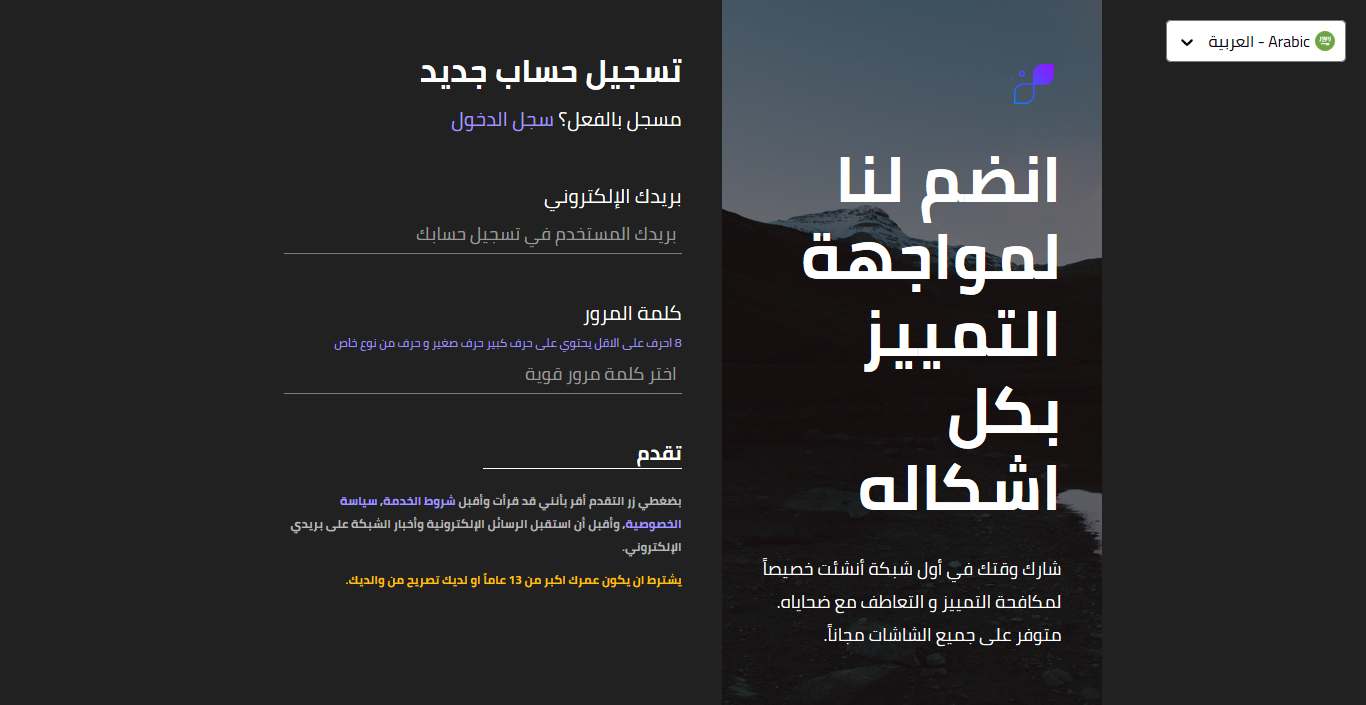 العربية - Arabic
انضم لنا
لمواجهة
التمييز
بكل
اشكاله
شارك وقتك في أول شبكة أنشئت خصيصاً
لمكافحة التمييز و التعاطف مع ضحاياه.
متوفر على جميع الشاشات مجاناً.
تسجيل حساب جديد
مسجل بالفعل؟ سجل الدخول
بريدك الإلكتروني
بريدك المستخدم في تسجيل حسابك
كلمة المرور
8 احرف على الاقل يحتوي على حرف كبير حرف صغير و حرف من نوع خاص
اختر كلمة مرور قوية
تقدم
بضغطي زر التقدم أقر بأنني قد قرأت وأقبل شروط الخدمة, سياسة
الخصوصية, وأقبل أن استقبل الرسائل الإلكترونية وأخبار الشبكة على بريدي
الإلكتروني.
يشترط ان يكون عمرك اكبر من 13 عاماً او لديك تصريح من والديك.